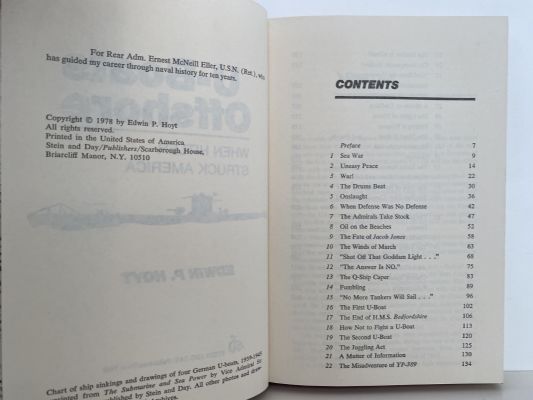 For Rear Adm. Ernest McNeill Eller, U.S.N. (Ret.), who
has guided my career through naval history for ten years.
Copyright © 1978 by Edwin P. Hoyt
All rights reserved.
Printed in the United States of America
Stein and Day/Publishers/Scarborough House,
Briarcliff Manor, N.Y. 10510
Chart of ship sinkings and drawings of four German U-boats, 1939-1945
printed from The Submarine and Sea Power by Vice Admiral Sir
published by Stein and Day. All other photos and draw-
CONTENTS
Preface 7
1 Sea War 9
2 Uneasy Peace 14
3 War! 22
4 The Drums Beat 30
5 Onslaught 36
6 When Defense Was No Defense 42
7 The Admirals Take Stock 47
8 Oil on the Beaches 52
9 The Fate of Jacob Jones 58
10 The Winds of March 63
11 "Shut Off That Goddam Light . . ." 68
12 "The Answer Is NO." 75
13 The Q-Ship Caper 83
14 Fumbling 89
15 "No More Tankers Will Sail . . ." 96
16 The First U-Boat 102
17 The End of H.M.S. Bedfordshire 106
18 How Not to Fight a U-Boat 113
19 The Second U-Boat 120
20 The Juggling Act 125
21 A Matter of Information 130
22 The Misadventure of YP-389 134
U-Boats
Offshore
WHEN
STRUCK AMERICA
EDWIN P. HOYT